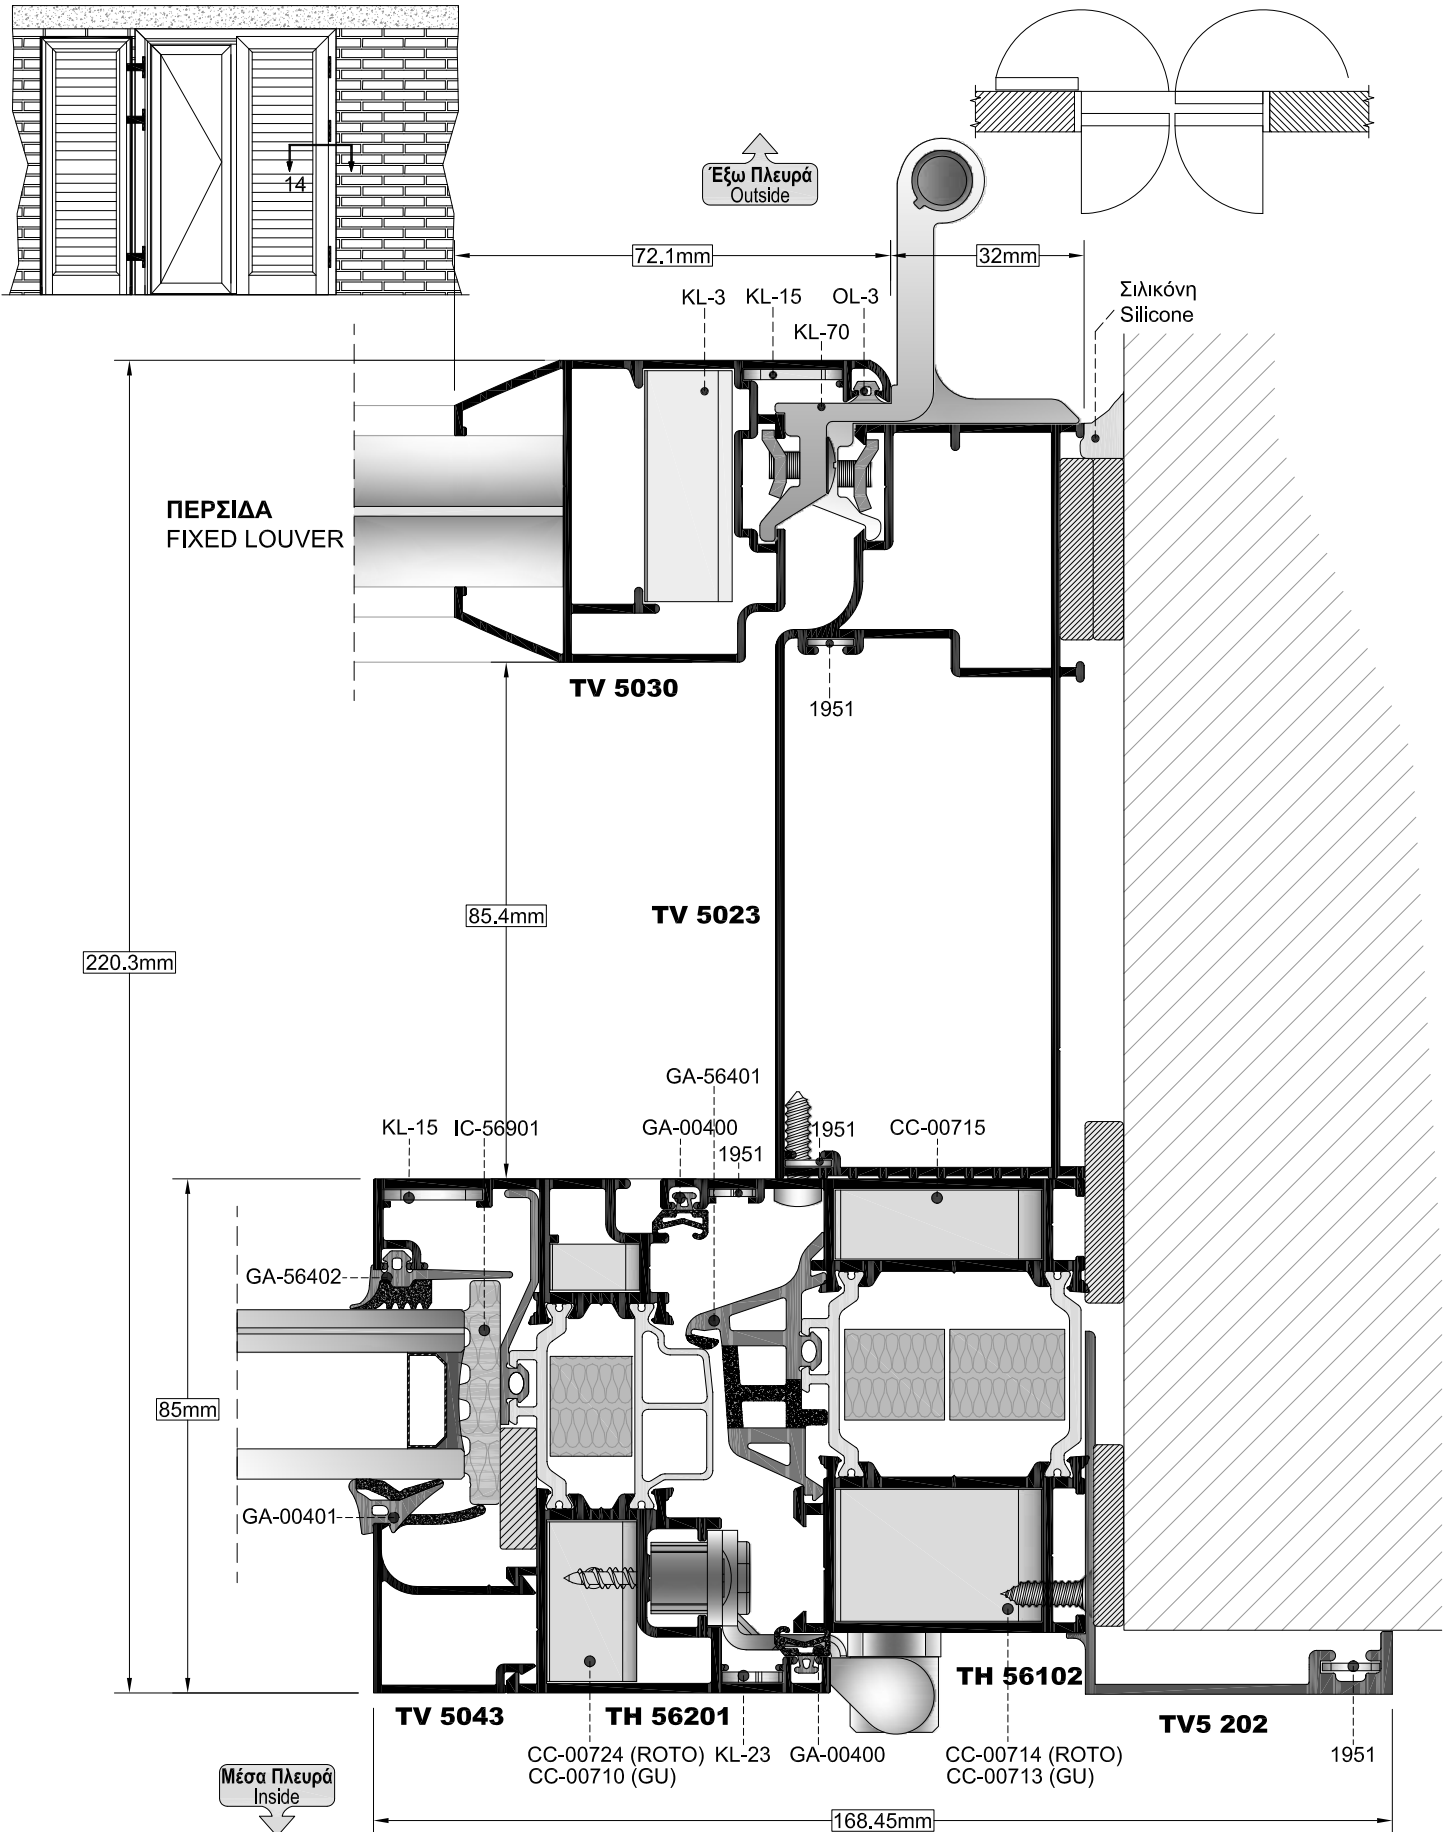 14
Έξω Πλευρά
Outside
72.1mm
32mm
KL-3
KL-15
OL-3
KL-70
Σιλικόνη
Silicone
ΠΕΡΣΙΔΑ
FIXED LOUVER
TV 5030
1951
85.4mm
TV 5023
220.3mm
GA-56401
KL-15
IC-56901
GA-00400
1951
1951
CC-00715
GA-56402
85mm
GA-00401
TV 5043
TH 56201
TH 56102
TV5 202
CC-00724 (ROTO)
CC-00710 (GU)
KL-23
GA-00400
CC-00714 (ROTO)
CC-00713 (GU)
1951
Μέσα Πλευρά
Inside
168.45mm